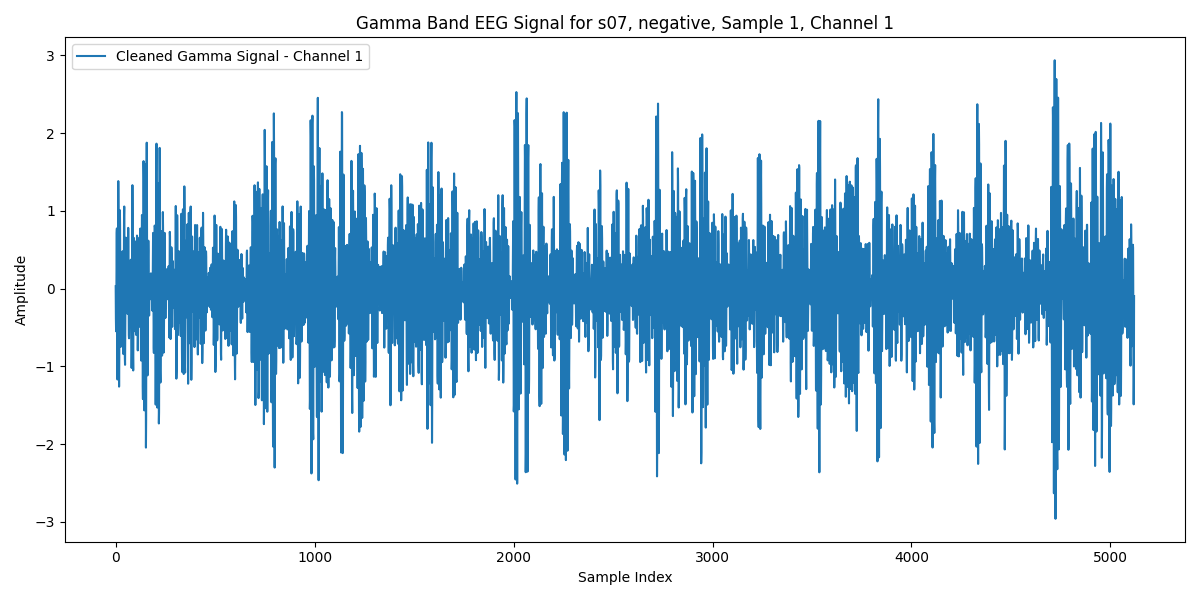 Gamma Band EEG Signal for s07, negative, Sample 1, Channel 1
Cleaned Gamma Signal - Channel 1
3
2
1
0
−1
−2
−3
Amplitude
0 1000 2000 3000 4000 5000
Sample Index